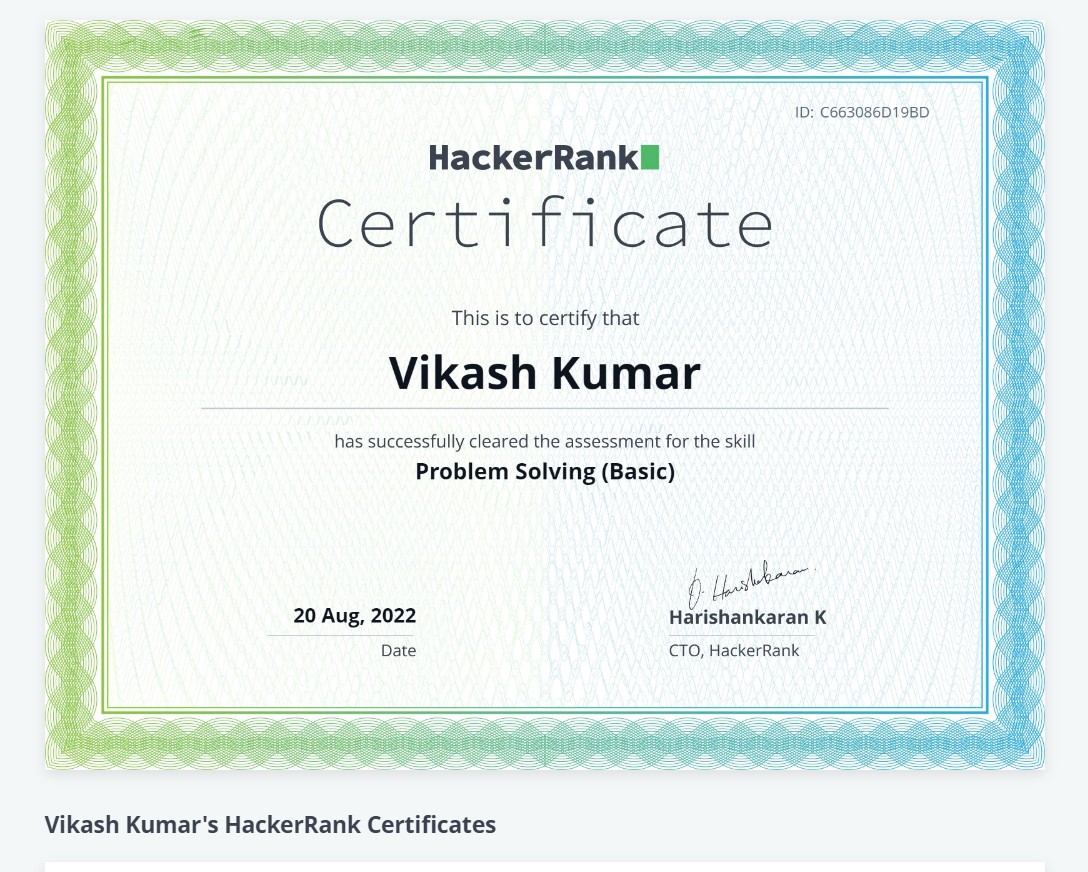 ID: C663086D19BD
HackerRank
Certificate
This is to certify that
Vikash Kumar
has successfully cleared the assessment for the skill
Problem Solving (Basic)
20 Aug, 2022
Date
Harishankaran K
CTO, HackerRank
Vikash Kumar's HackerRank Certificates